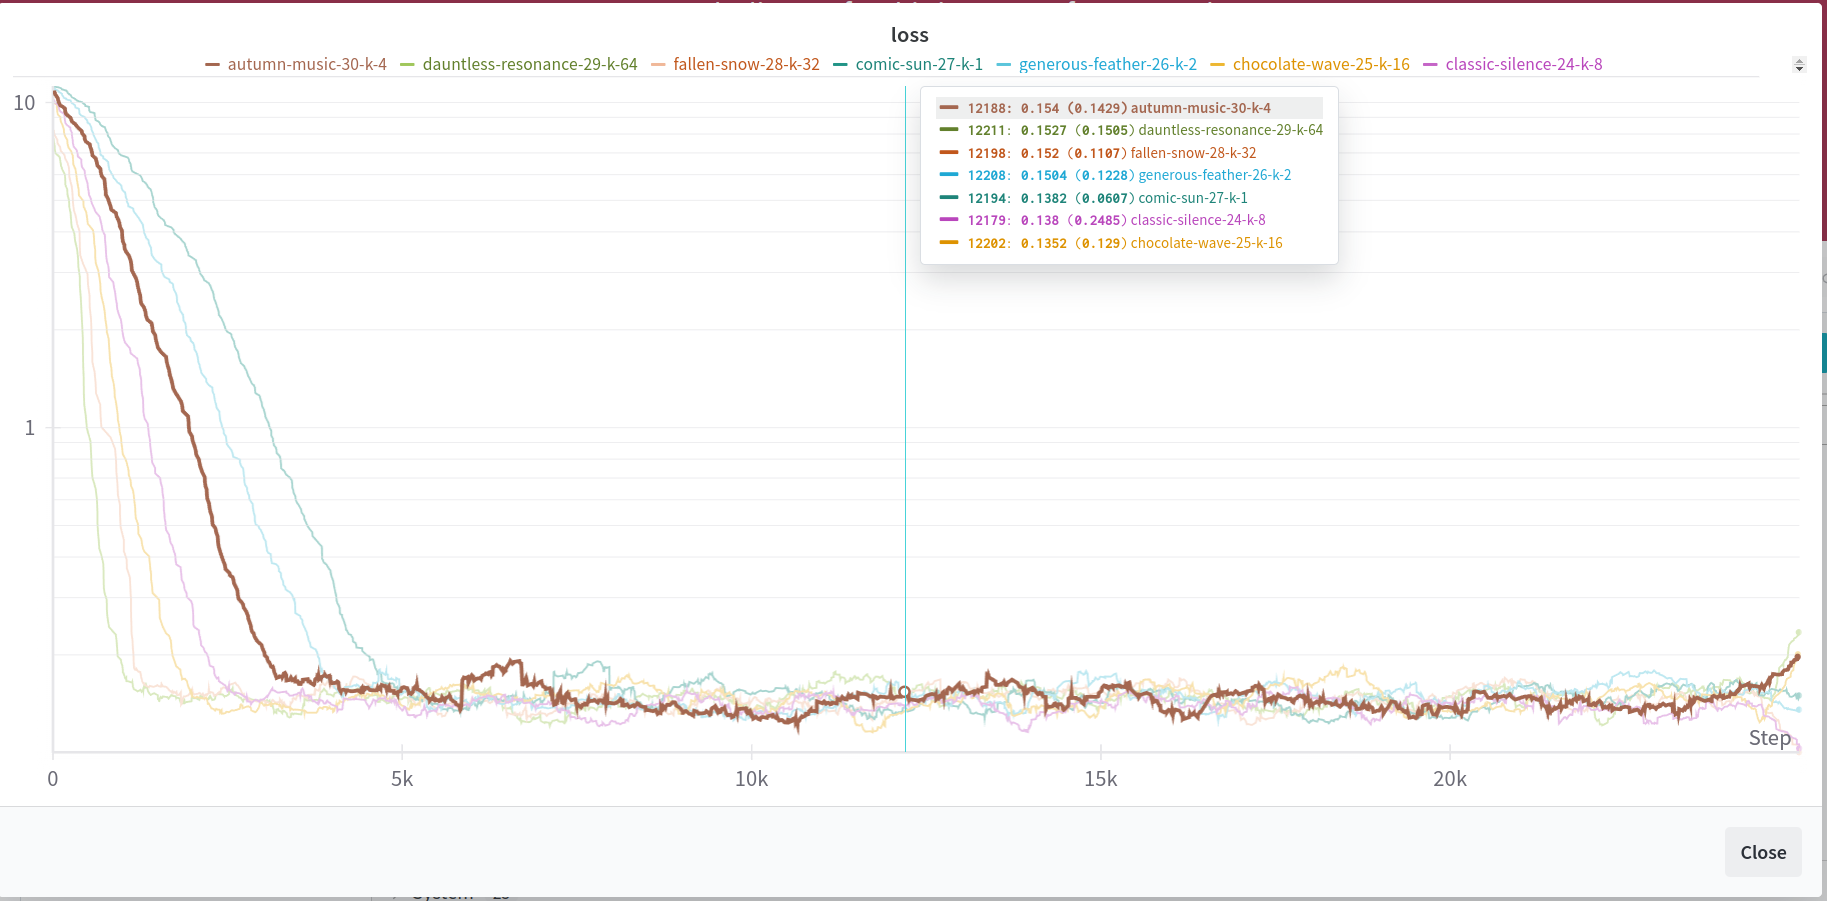 loss
autumn-music-30-k-4 dauntless-resonance-29-k-64 fallen-snow-28-k-32 comic-sun-27-k-1 generous-feather-26-k-2 chocolate-wave-25-k-16 classic-silence-24-k-8
10
12188: 0.154 (0.1429) autumn-music-30-k-4
12211: 0.1527 (0.1505) dauntless-resonance-29-k-64
12198: 0.152 (0.1107) fallen-snow-28-k-32
12208: 0.1504 (0.1228) generous-feather-26-k-2
12194: 0.1382 (0.0607) comic-sun-27-k-1
12179: 0.138 (0.2485) classic-silence-24-k-8
12202: 0.1352 (0.129) chocolate-wave-25-k-16
1
Step
0 5k 10k 15k 20k
Close